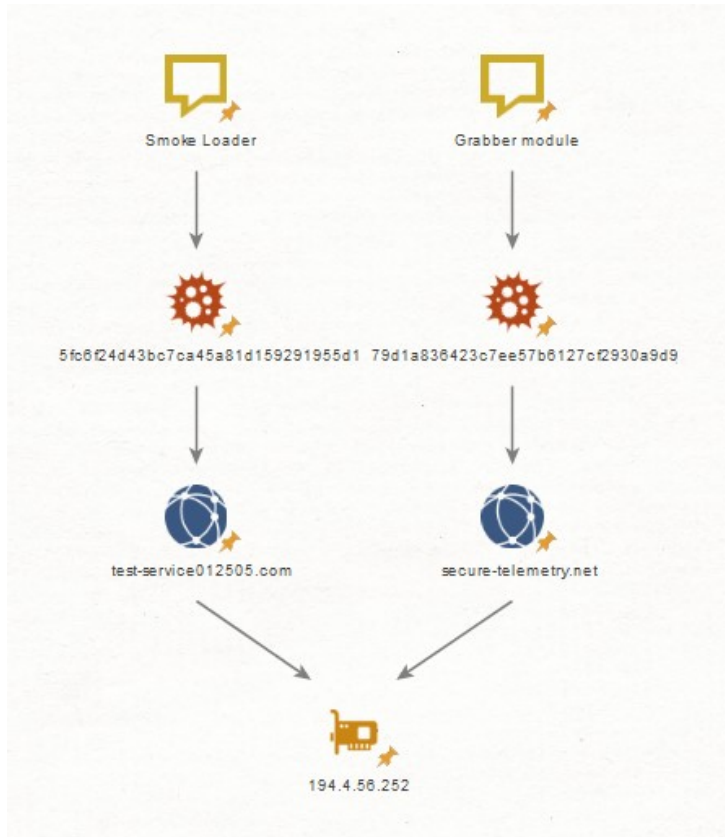 Smoke Loader
Grabber module
5fc6f24d43bc7ca45a81d159291955d1
79d1a836423c7ee57b6127cf2930a9d9
test-service012505.com
secure-telemetry.net
194.4.56.252